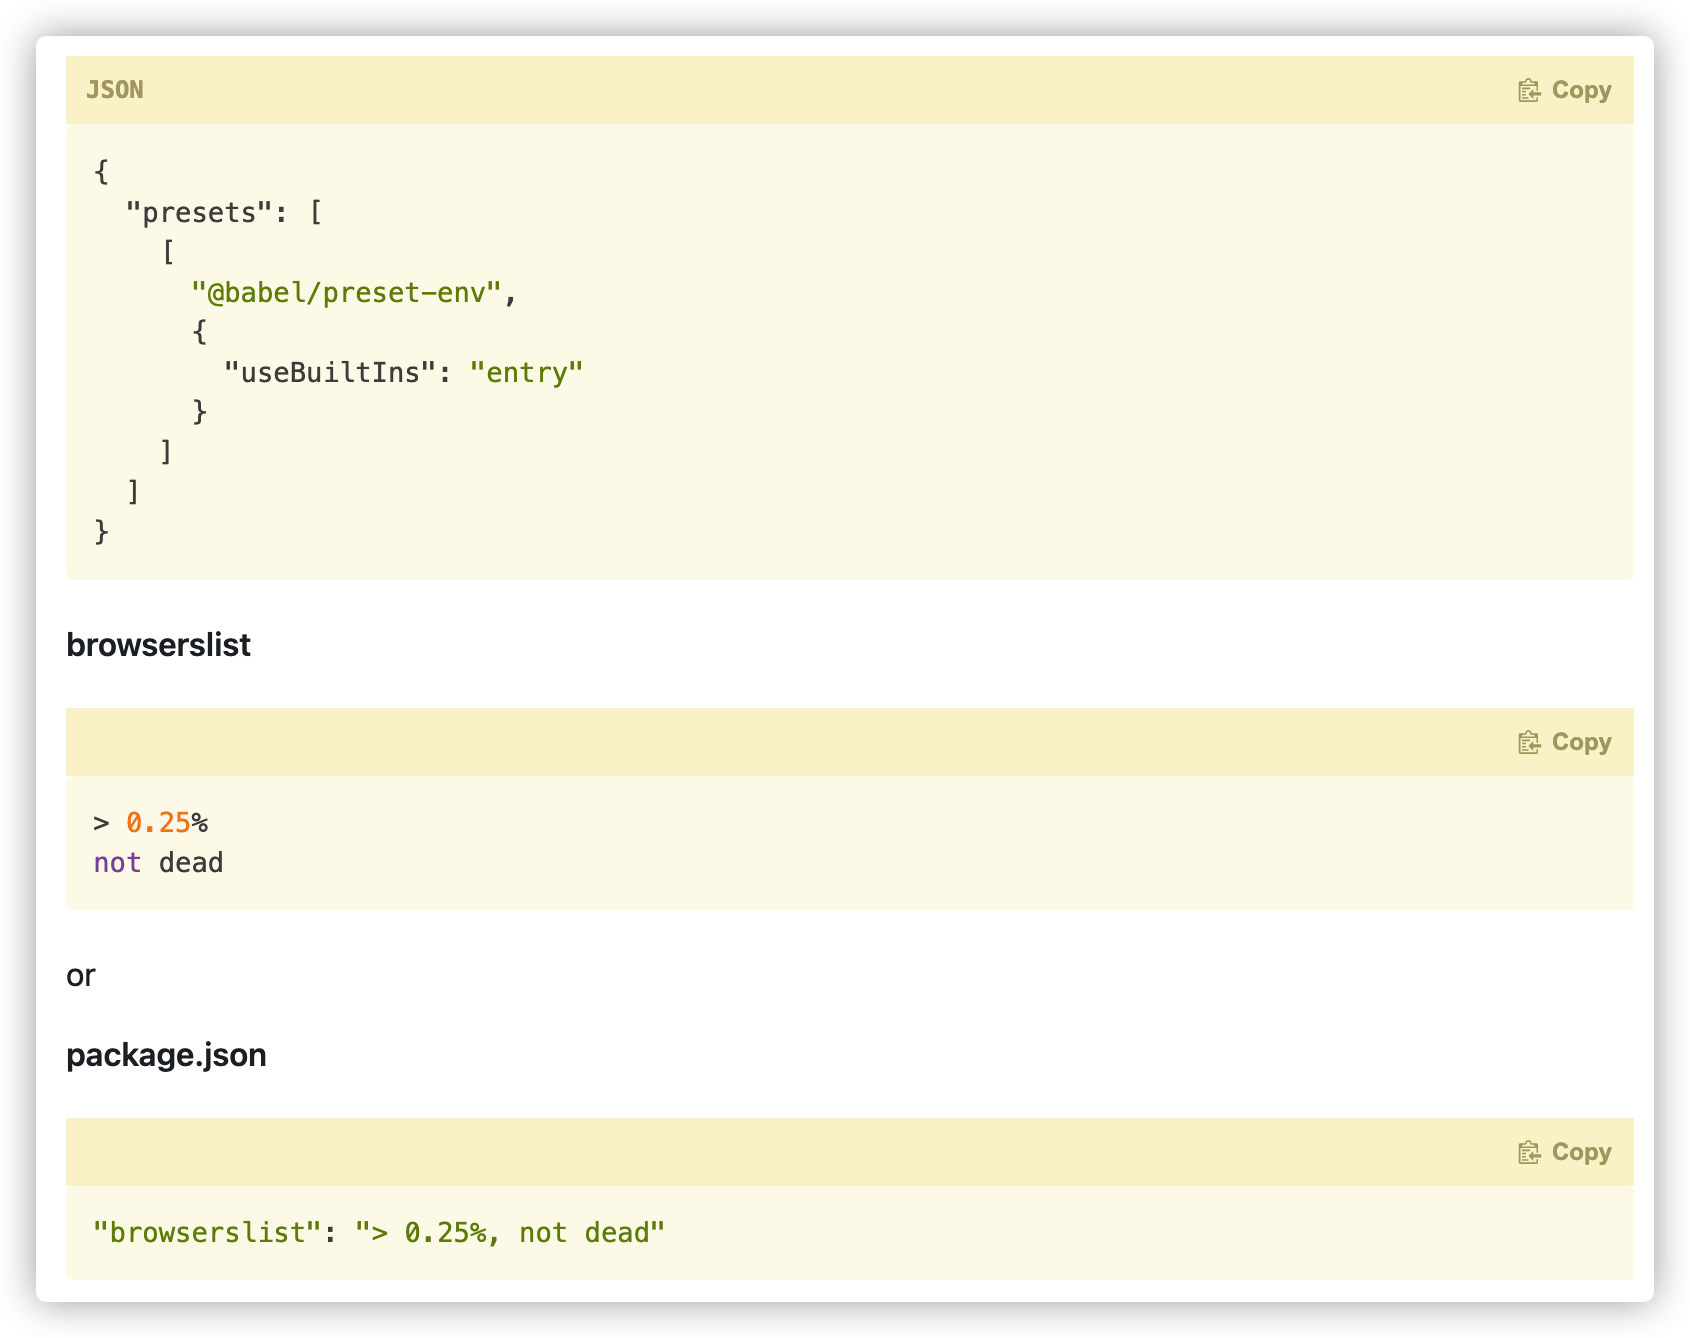 JSON
Copy
{
  "presets": [
    [
      "@babel/preset-env",
      {
        "useBuiltIns": "entry"
      }
    ]
  ]
}
browserslist
Copy
> 0.25%
not dead
or
package.json
Copy
"browserslist": "> 0.25%, not dead"